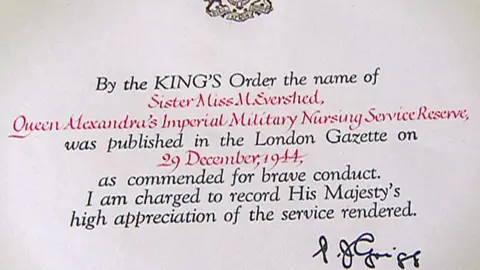 By the KING'S Order the name of
Sister Miss M. Evershed,
Queen Alexandra's Imperial Military Nursing Service Reserve,
was published in the London Gazette on
29 December, 1944,
as commended for brave conduct.
I am charged to record His Majesty's
high appreciation of the service rendered.
P J Grigg